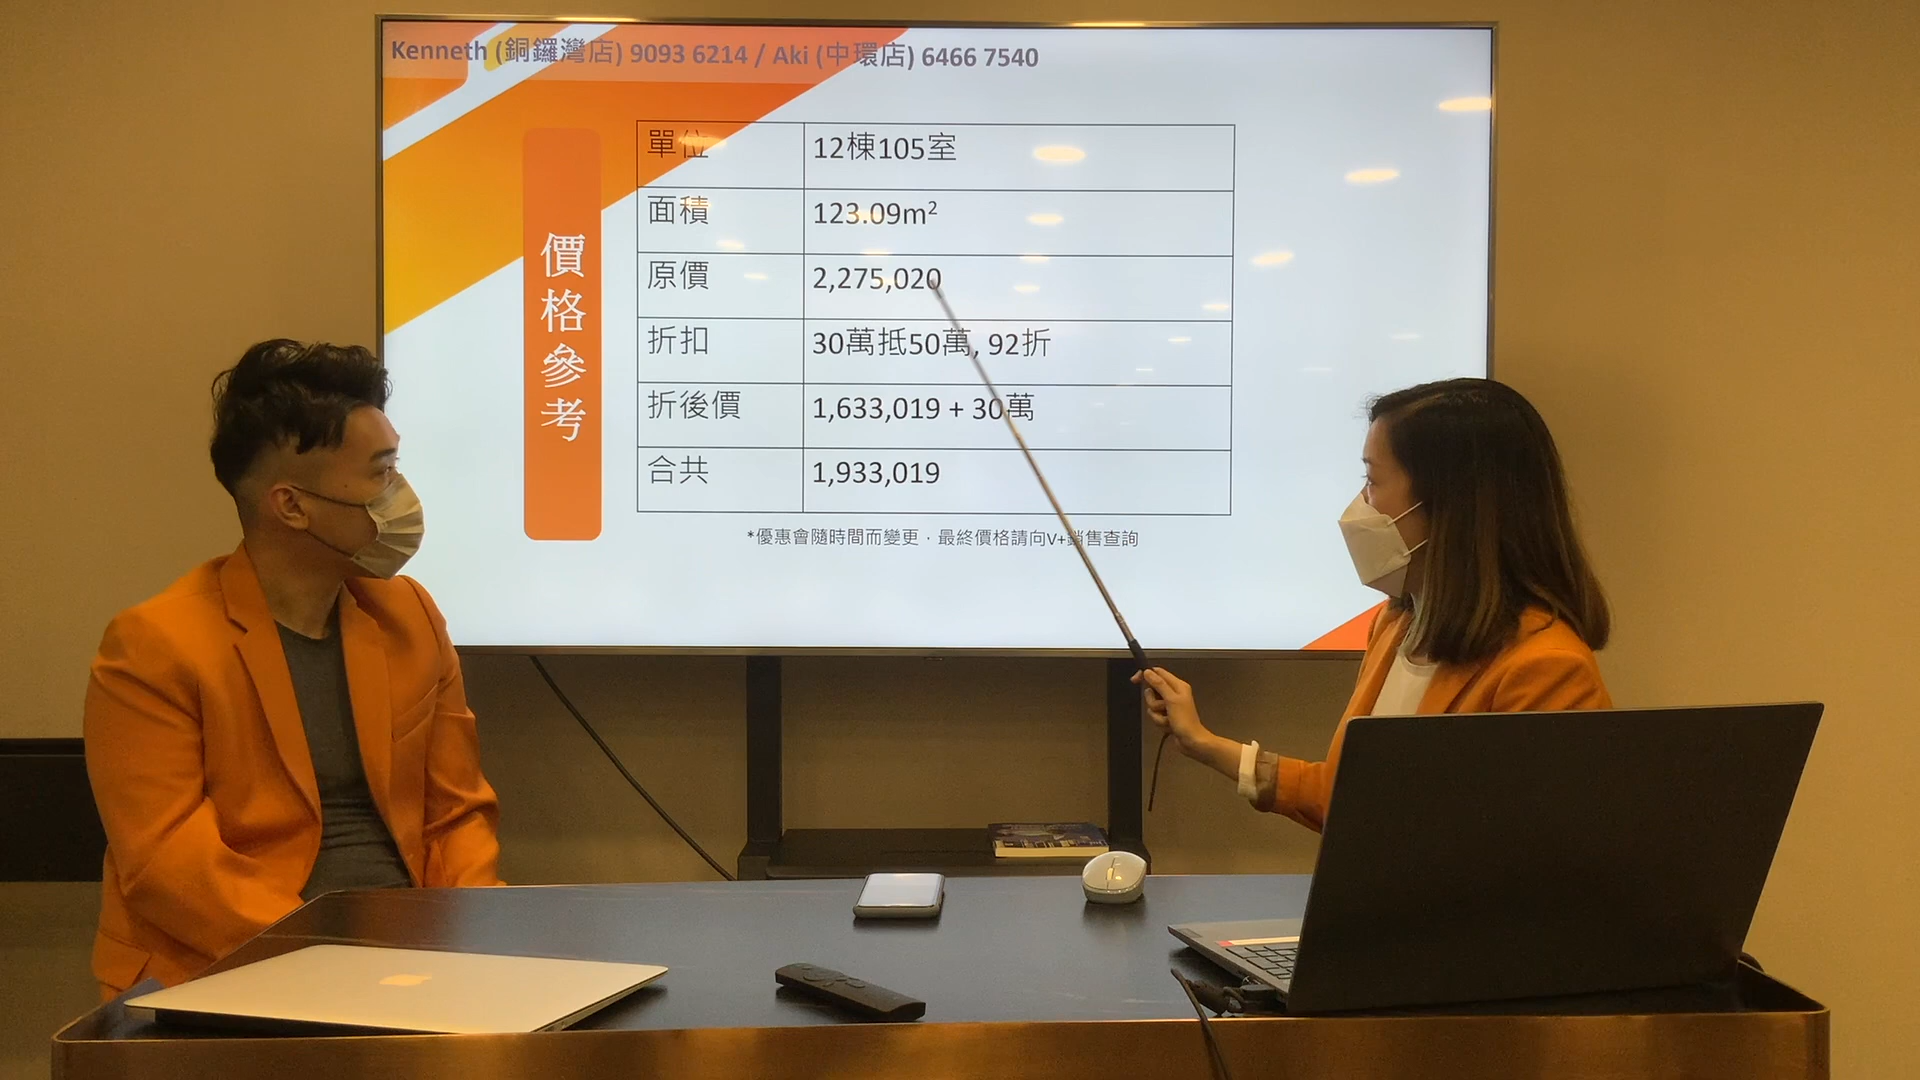 Kenneth (銅鑼灣店) 9093 6214 / Aki (中環店) 6466 7540
價格參考
單位 12棟105室
面積 123.09m²
原價 2,275,020
折扣 30萬抵50萬, 92折
折後價 1,633,019 + 30萬
合共 1,933,019
*優惠會隨時間而變更，最終價格請向V+銷售查詢